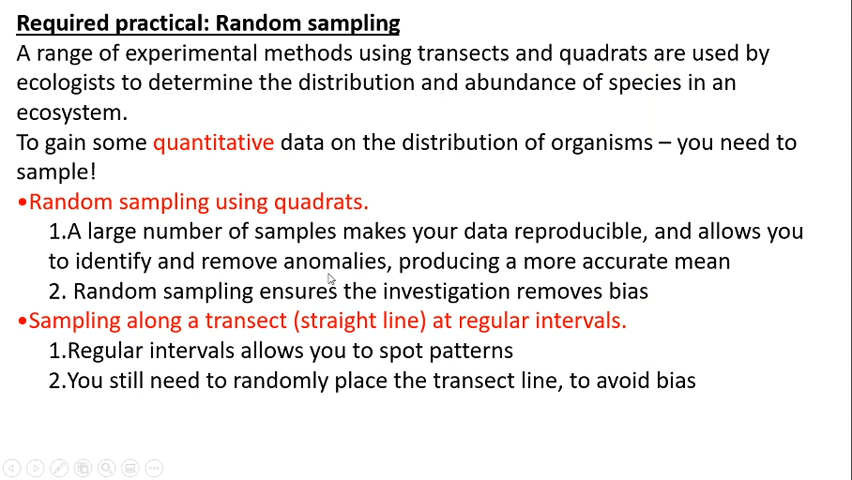 Required practical: Random sampling
A range of experimental methods using transects and quadrats are used by
ecologists to determine the distribution and abundance of species in an
ecosystem.
To gain some quantitative data on the distribution of organisms – you need to
sample!
•Random sampling using quadrats.
1.A large number of samples makes your data reproducible, and allows you
to identify and remove anomalies, producing a more accurate mean
2. Random sampling ensures the investigation removes bias
•Sampling along a transect (straight line) at regular intervals.
1.Regular intervals allows you to spot patterns
2.You still need to randomly place the transect line, to avoid bias